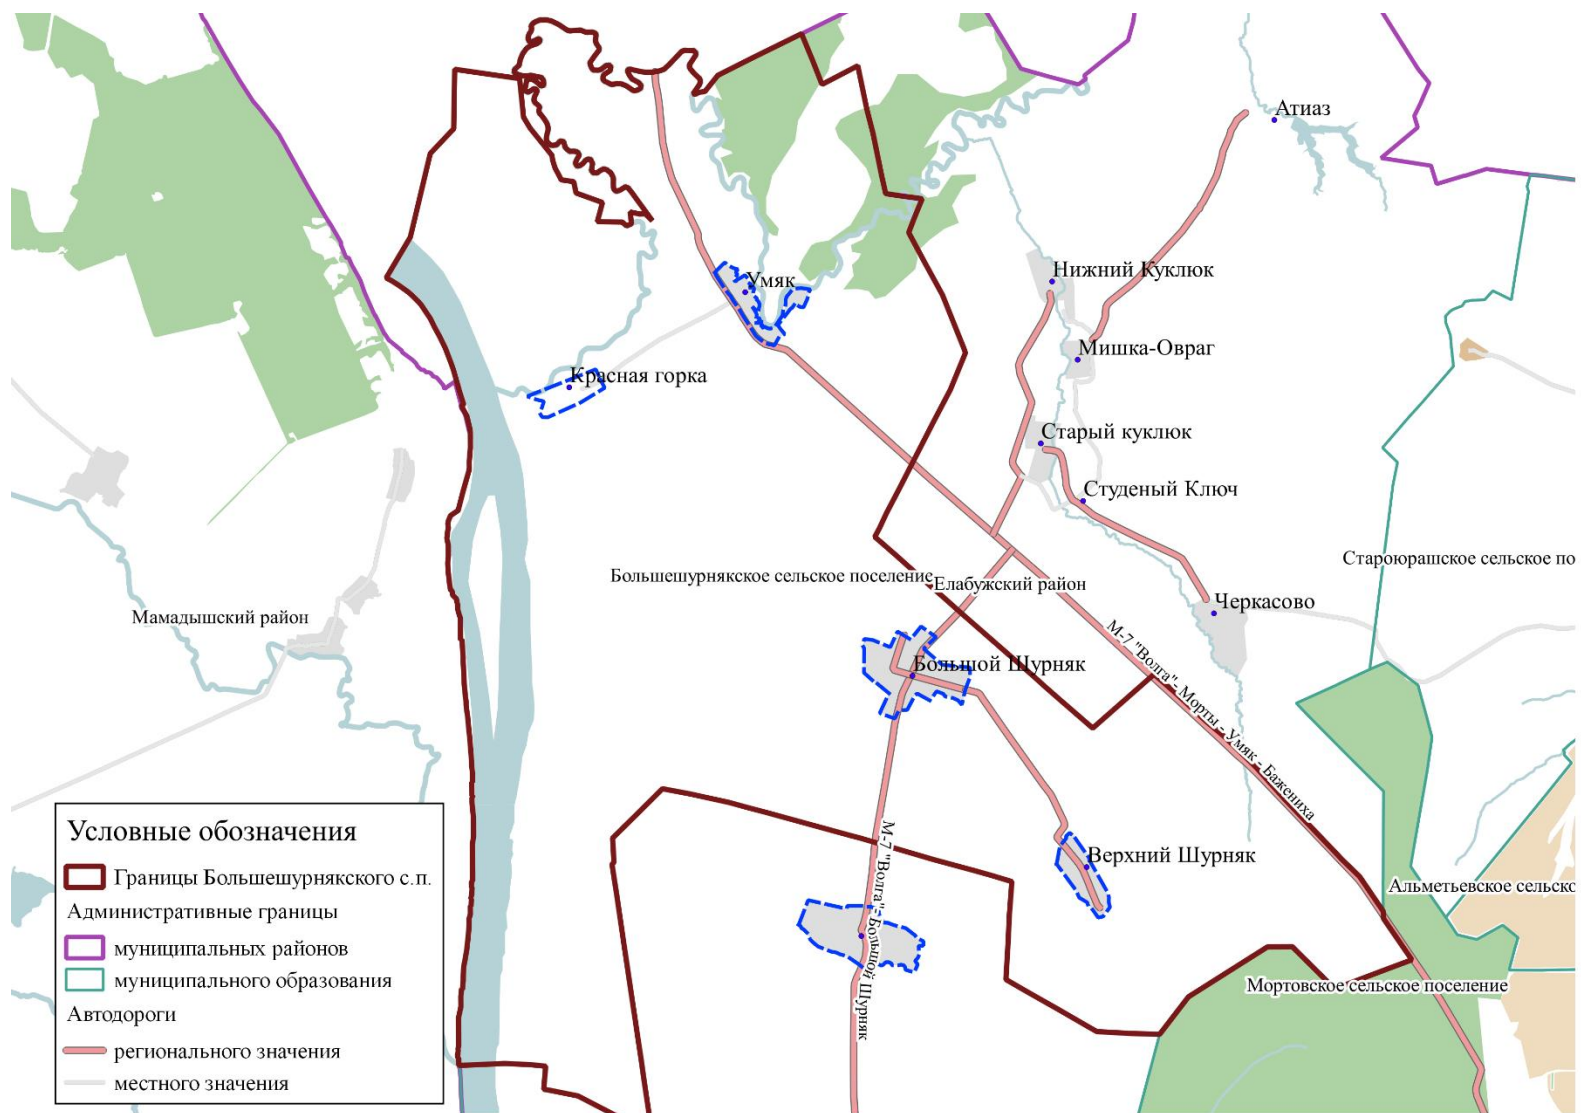 Атиаз
Нижний Куклюк
Умяк
Мишка-Овраг
Красная горка
Старый куклюк
Студеный Ключ
Староюрашское сельское по
Большешурнякское сельское поселение
Елабужский район
Черкасово
Мамадышский район
Большой Шурняк
М-7 "Волга"- Морты - Умяк - Бажениха
Верхний Шурняк
М-7 "Волга"- Большой Шурняк
Альметьевское сельско
Мортовское сельское поселение
Условные обозначения
Границы Большешурнякского с.п.
Административные границы
муниципальных районов
муниципального образования
Автодороги
регионального значения
местного значения